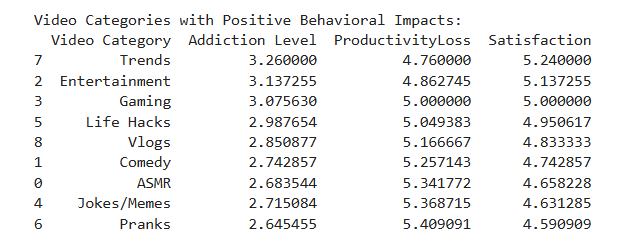 Video Categories with Positive Behavioral Impacts:
Video Category Addiction Level ProductivityLoss Satisfaction
7 Trends 3.260000 4.760000 5.240000
2 Entertainment 3.137255 4.862745 5.137255
3 Gaming 3.075630 5.000000 5.000000
5 Life Hacks 2.987654 5.049383 4.950617
8 Vlogs 2.850877 5.166667 4.833333
1 Comedy 2.742857 5.257143 4.742857
0 ASMR 2.683544 5.341772 4.658228
4 Jokes/Memes 2.715084 5.368715 4.631285
6 Pranks 2.645455 5.409091 4.590909